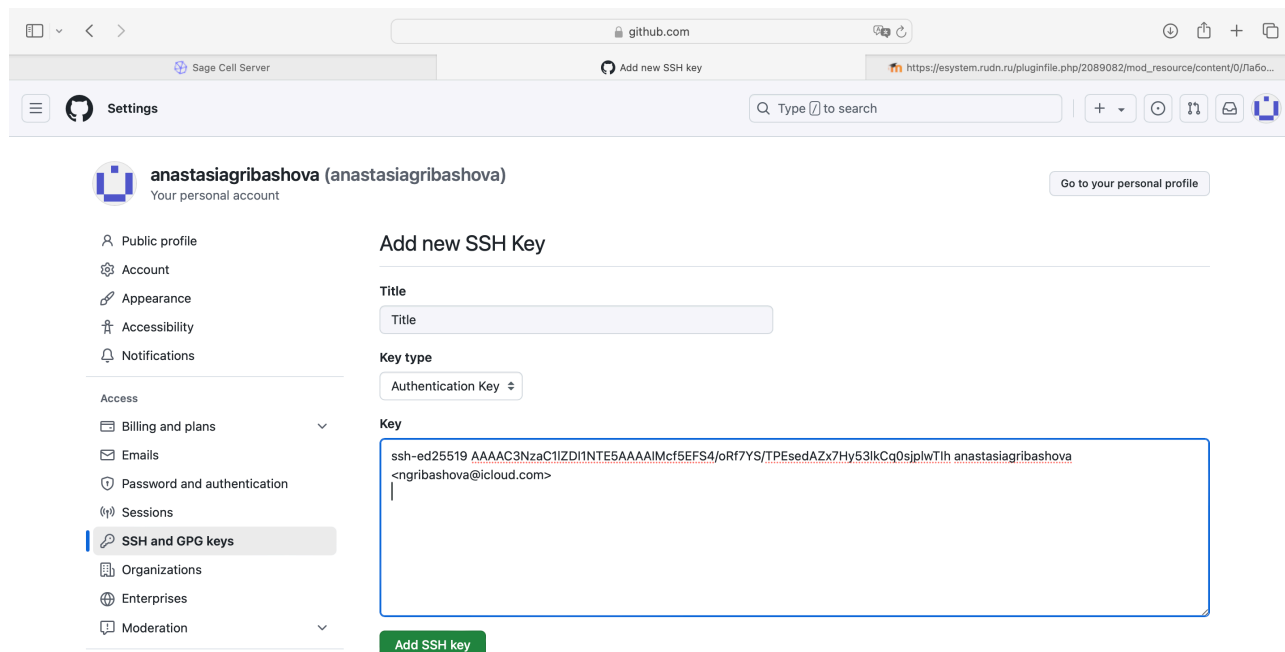 github.com
Sage Cell Server
Add new SSH key
https://esystem.rudn.ru/pluginfile.php/2089082/mod_resource/content/0/Лабо...
Settings
Type / to search
anastasiagribashova (anastasiagribashova)
Your personal account
Go to your personal profile
Public profile
Account
Appearance
Accessibility
Notifications
Access
Billing and plans
Emails
Password and authentication
Sessions
SSH and GPG keys
Organizations
Enterprises
Moderation
Add new SSH Key
Title
Title
Key type
Authentication Key
Key
ssh-ed25519 AAAAC3NzaC1lZDI1NTE5AAAAIMcf5EFS4/oRf7YS/TPEsedAZx7Hy53IkCq0sjplwTIh anastasiagribashova
<ngribashova@icloud.com>
Add SSH key